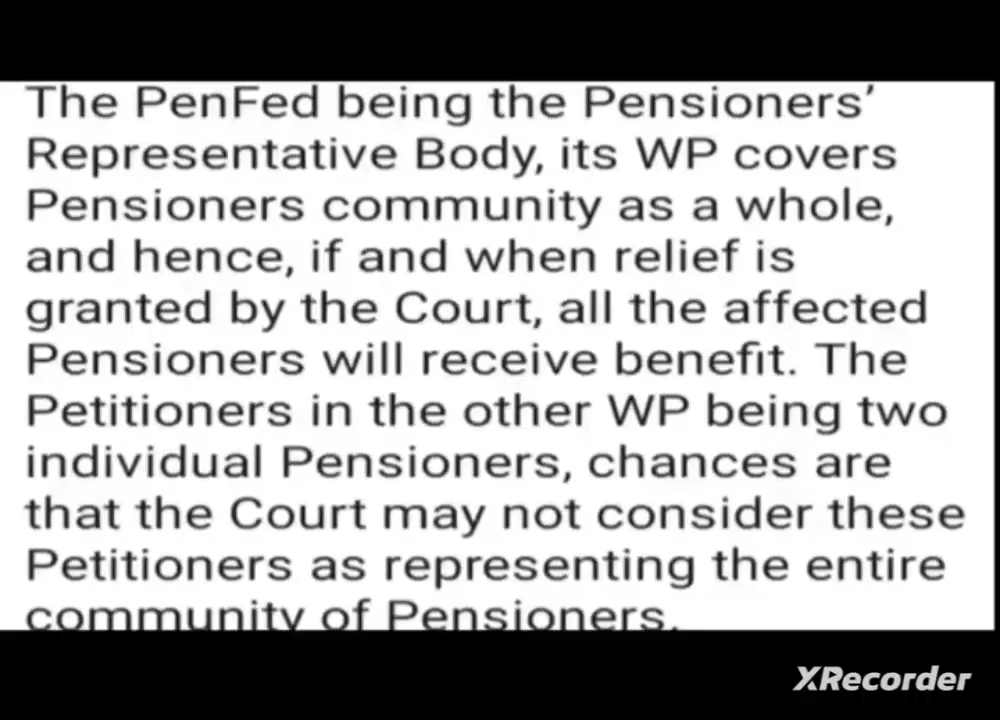 The PenFed being the Pensioners’
Representative Body, its WP covers
Pensioners community as a whole,
and hence, if and when relief is
granted by the Court, all the affected
Pensioners will receive benefit. The
Petitioners in the other WP being two
individual Pensioners, chances are
that the Court may not consider these
Petitioners as representing the entire
community of Pensioners.
XRecorder